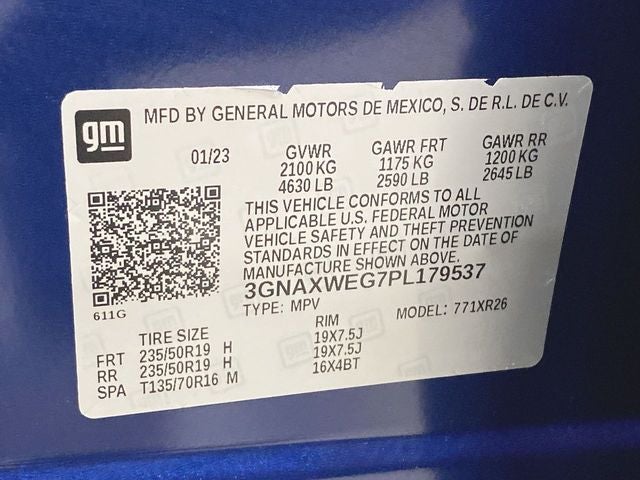 gm
MFD BY GENERAL MOTORS DE MEXICO, S. DE R.L. DE C.V.
01/23 GVWR GAWR FRT GAWR RR
2100 KG 1175 KG 1200 KG
4630 LB 2590 LB 2645 LB
THIS VEHICLE CONFORMS TO ALL
APPLICABLE U.S. FEDERAL MOTOR
VEHICLE SAFETY AND THEFT PREVENTION
STANDARDS IN EFFECT ON THE DATE OF
MANUFACTURE SHOWN ABOVE.
3GNAXWEG7PL179537
611G
TYPE: MPV MODEL: 771XR26
TIRE SIZE RIM
FRT 235/50R19 H 19X7.5J
RR 235/50R19 H 19X7.5J
SPA T135/70R16 M 16X4BT